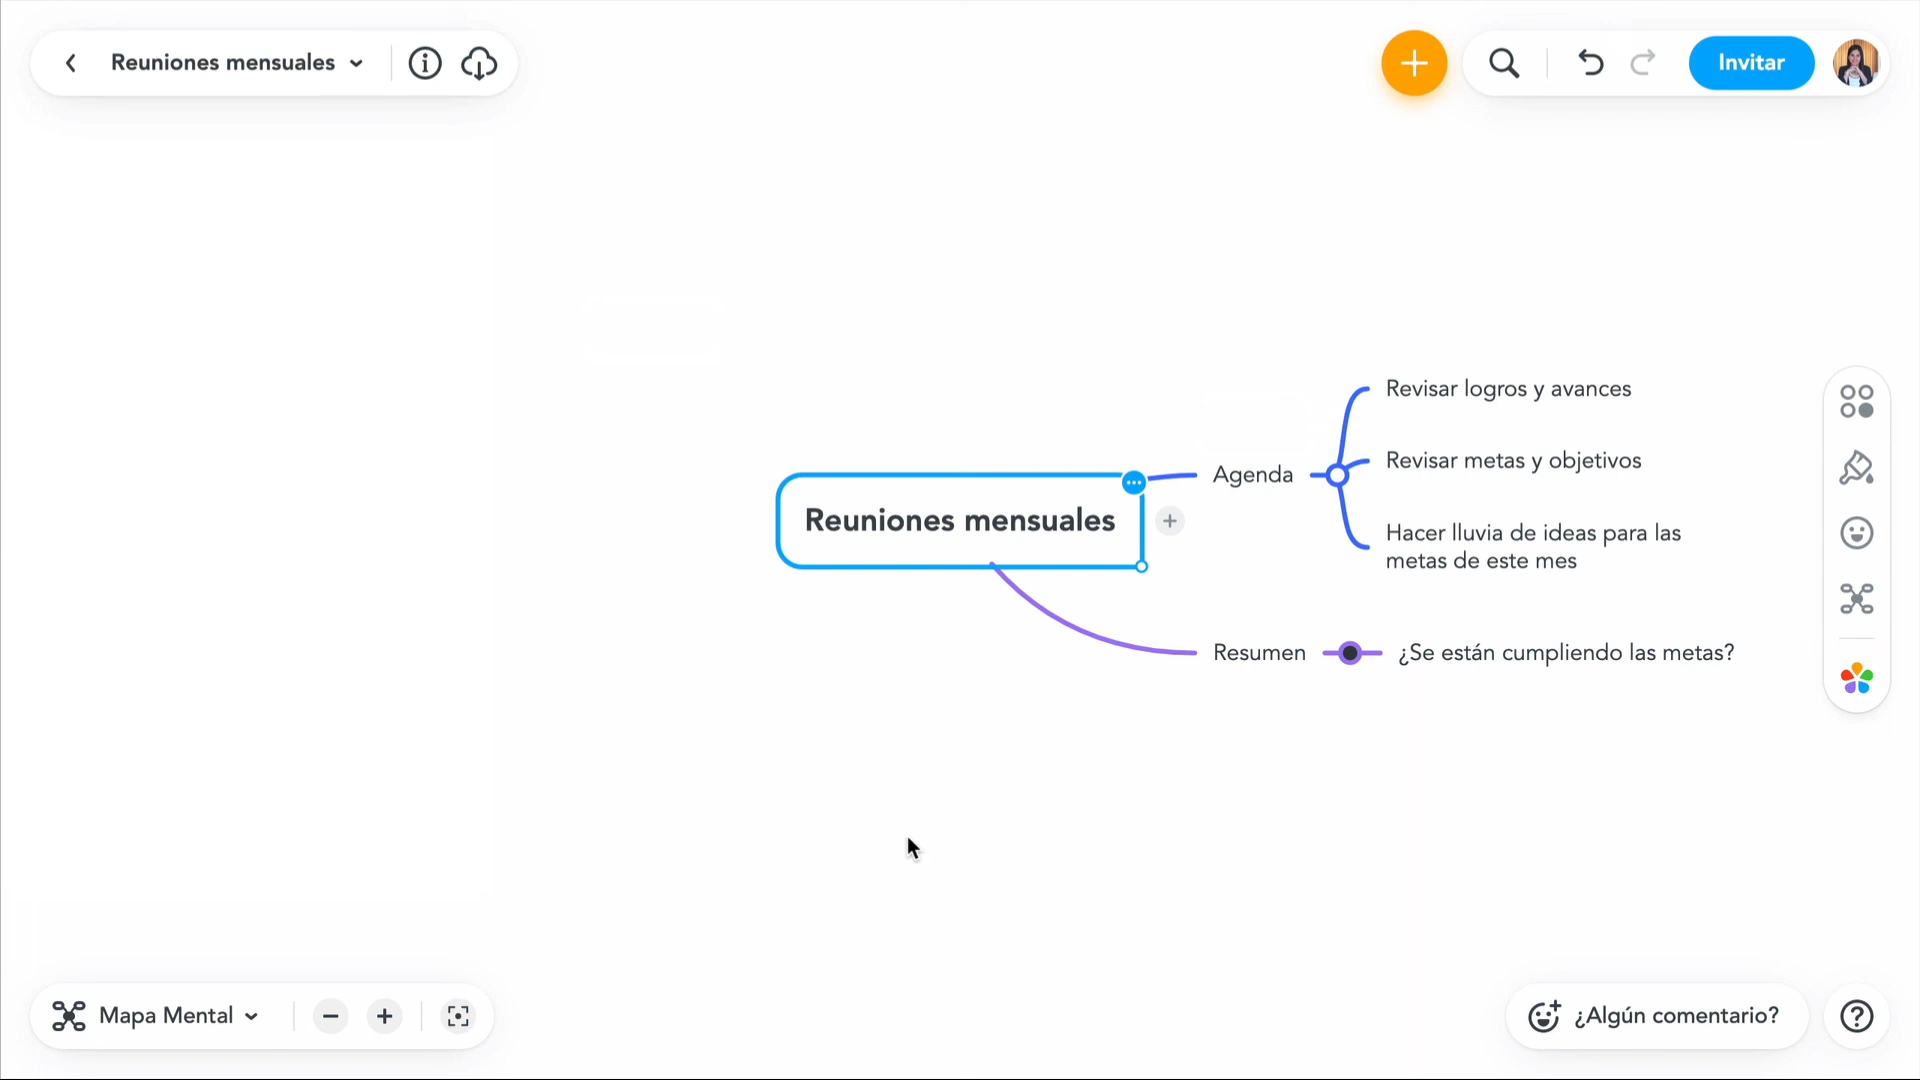 Reuniones mensuales
Invitar
Revisar logros y avances
Agenda
Revisar metas y objetivos
Reuniones mensuales
Hacer lluvia de ideas para las
metas de este mes
Resumen
¿Se están cumpliendo las metas?
Mapa Mental
¿Algún comentario?